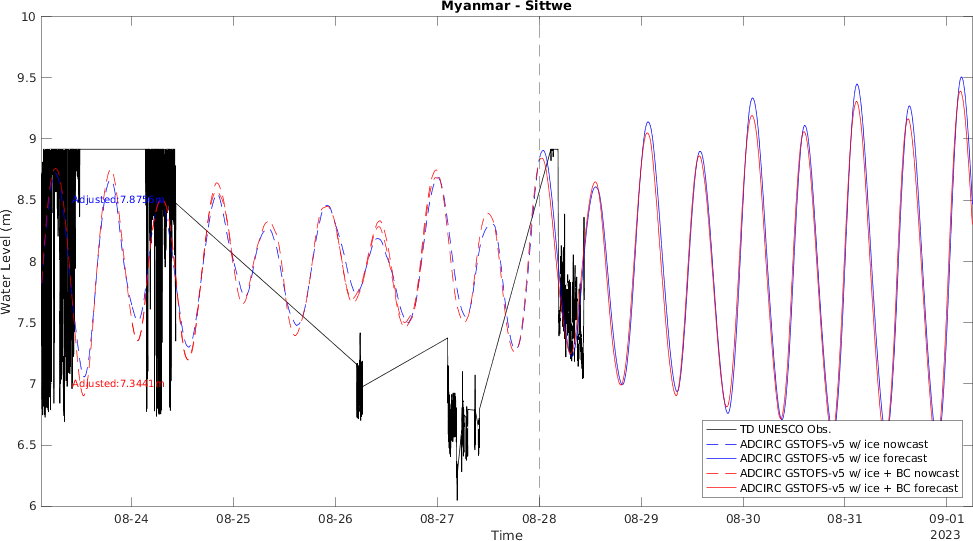 Myanmar - Sittwe
Water Level (m)
10
9.5
9
8.5
8
7.5
7
6.5
6
Adjusted:7.875
Adjusted:7.3441m
TD UNESCO Obs.
ADCIRC GSTOFS-v5 w/ ice nowcast
ADCIRC GSTOFS-v5 w/ ice forecast
ADCIRC GSTOFS-v5 w/ ice + BC nowcast
ADCIRC GSTOFS-v5 w/ ice + BC forecast
08-24 08-25 08-26 08-27 08-28 08-29 08-30 08-31 09-01
2023
Time